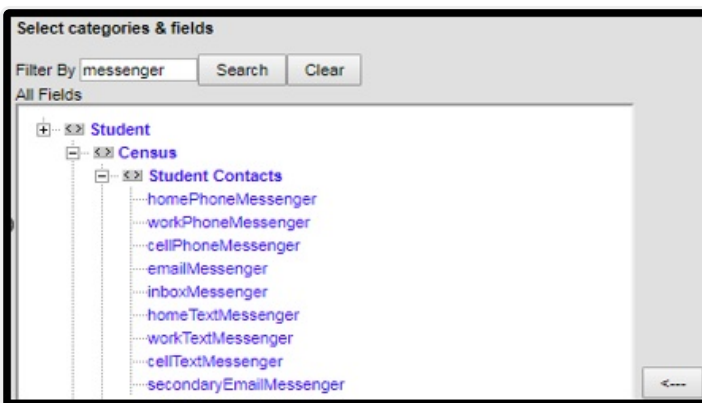 Select categories & fields
Filter By messenger Search Clear
All Fields
Student
Census
Student Contacts
homePhoneMessenger
workPhoneMessenger
cellPhoneMessenger
emailMessenger
inboxMessenger
homeTextMessenger
workTextMessenger
cellTextMessenger
secondaryEmailMessenger
<---